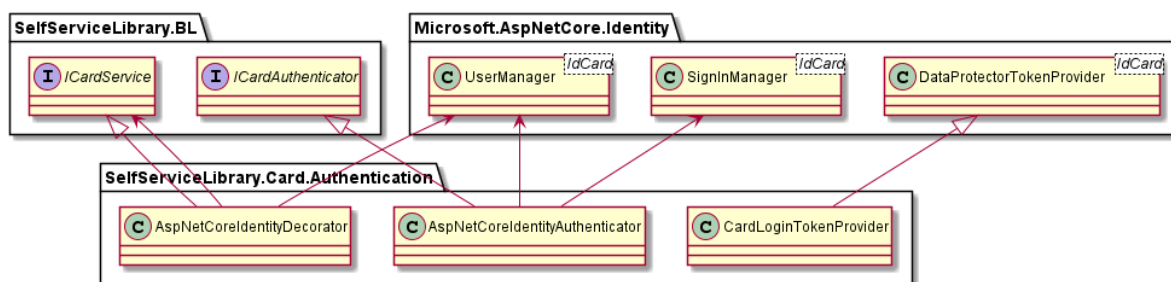 SelfServiceLibrary.BL
Microsoft.AspNetCore.Identity
I ICardService
I ICardAuthenticator
C UserManager IdCard
C SignInManager IdCard
C DataProtectorTokenProvider IdCard
SelfServiceLibrary.Card.Authentication
C AspNetCoreIdentityDecorator
C AspNetCoreIdentityAuthenticator
C CardLoginTokenProvider